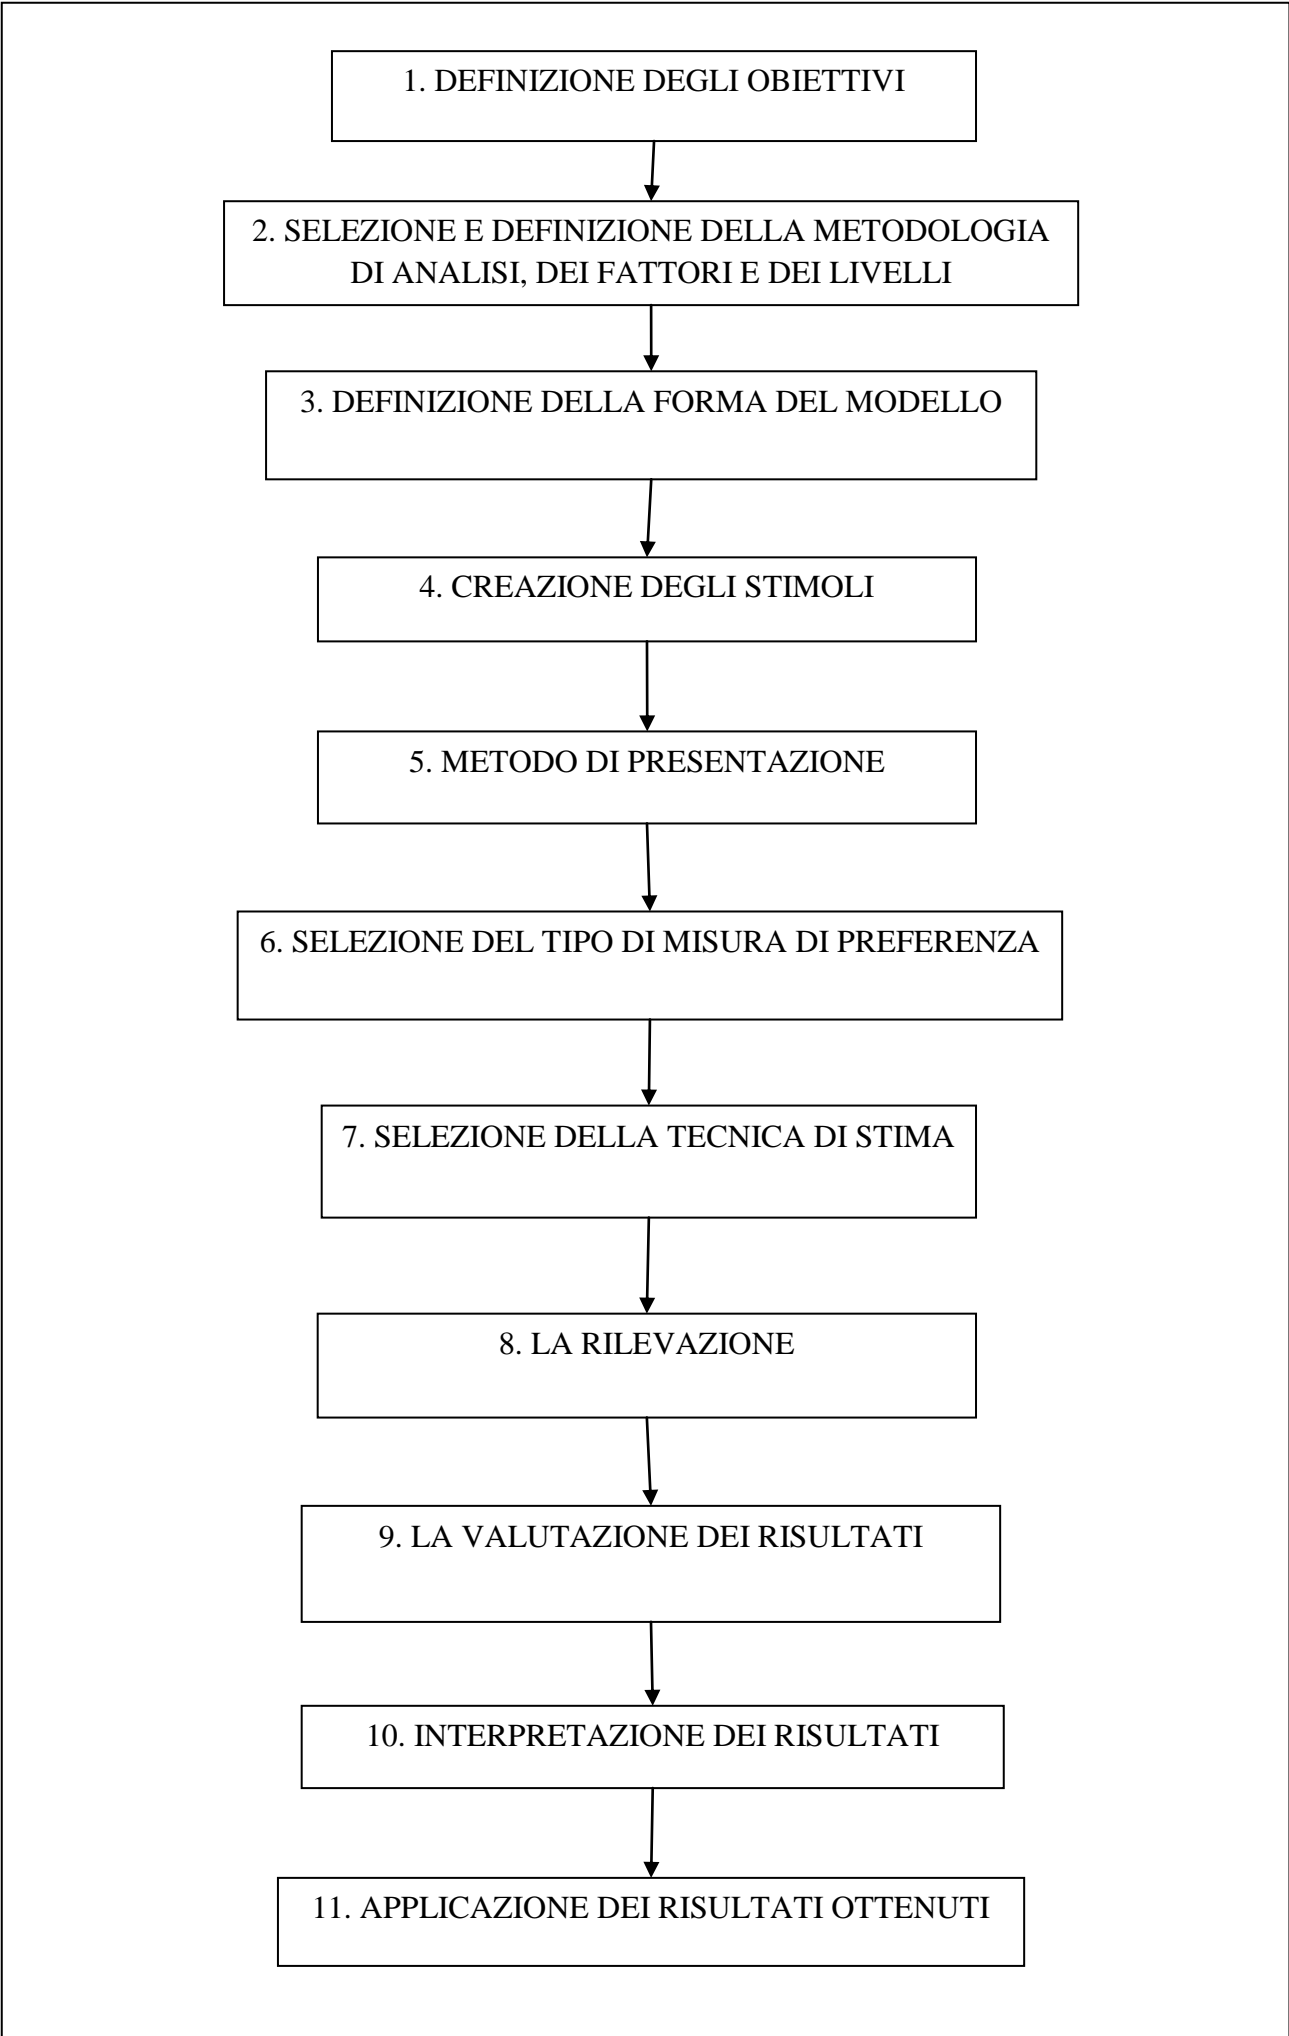 1. DEFINIZIONE DEGLI OBIETTIVI
2. SELEZIONE E DEFINIZIONE DELLA METODOLOGIA
DI ANALISI, DEI FATTORI E DEI LIVELLI
3. DEFINIZIONE DELLA FORMA DEL MODELLO
4. CREAZIONE DEGLI STIMOLI
5. METODO DI PRESENTAZIONE
6. SELEZIONE DEL TIPO DI MISURA DI PREFERENZA
7. SELEZIONE DELLA TECNICA DI STIMA
8. LA RILEVAZIONE
9. LA VALUTAZIONE DEI RISULTATI
10. INTERPRETAZIONE DEI RISULTATI
11. APPLICAZIONE DEI RISULTATI OTTENUTI